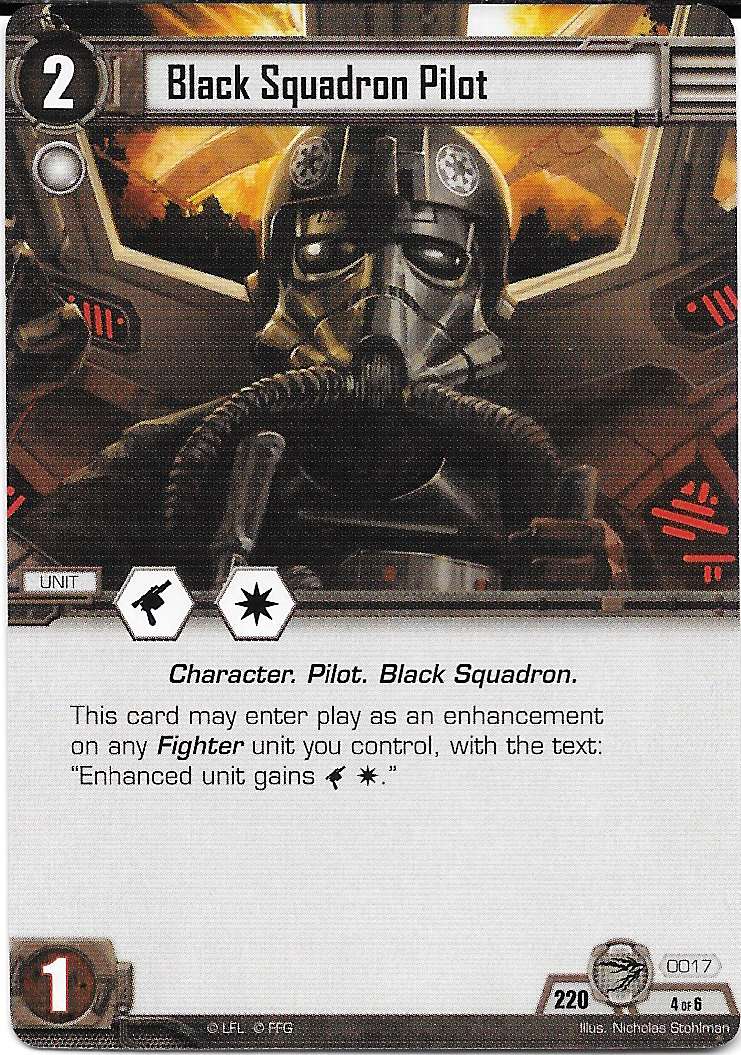 2
Black Squadron Pilot
UNIT
Character. Pilot. Black Squadron.
This card may enter play as an enhancement
on any Fighter unit you control, with the text:
“Enhanced unit gains .”
1
0017
220
4 OF 6
© LFL © FFG
Illus. Nicholas Stohlman